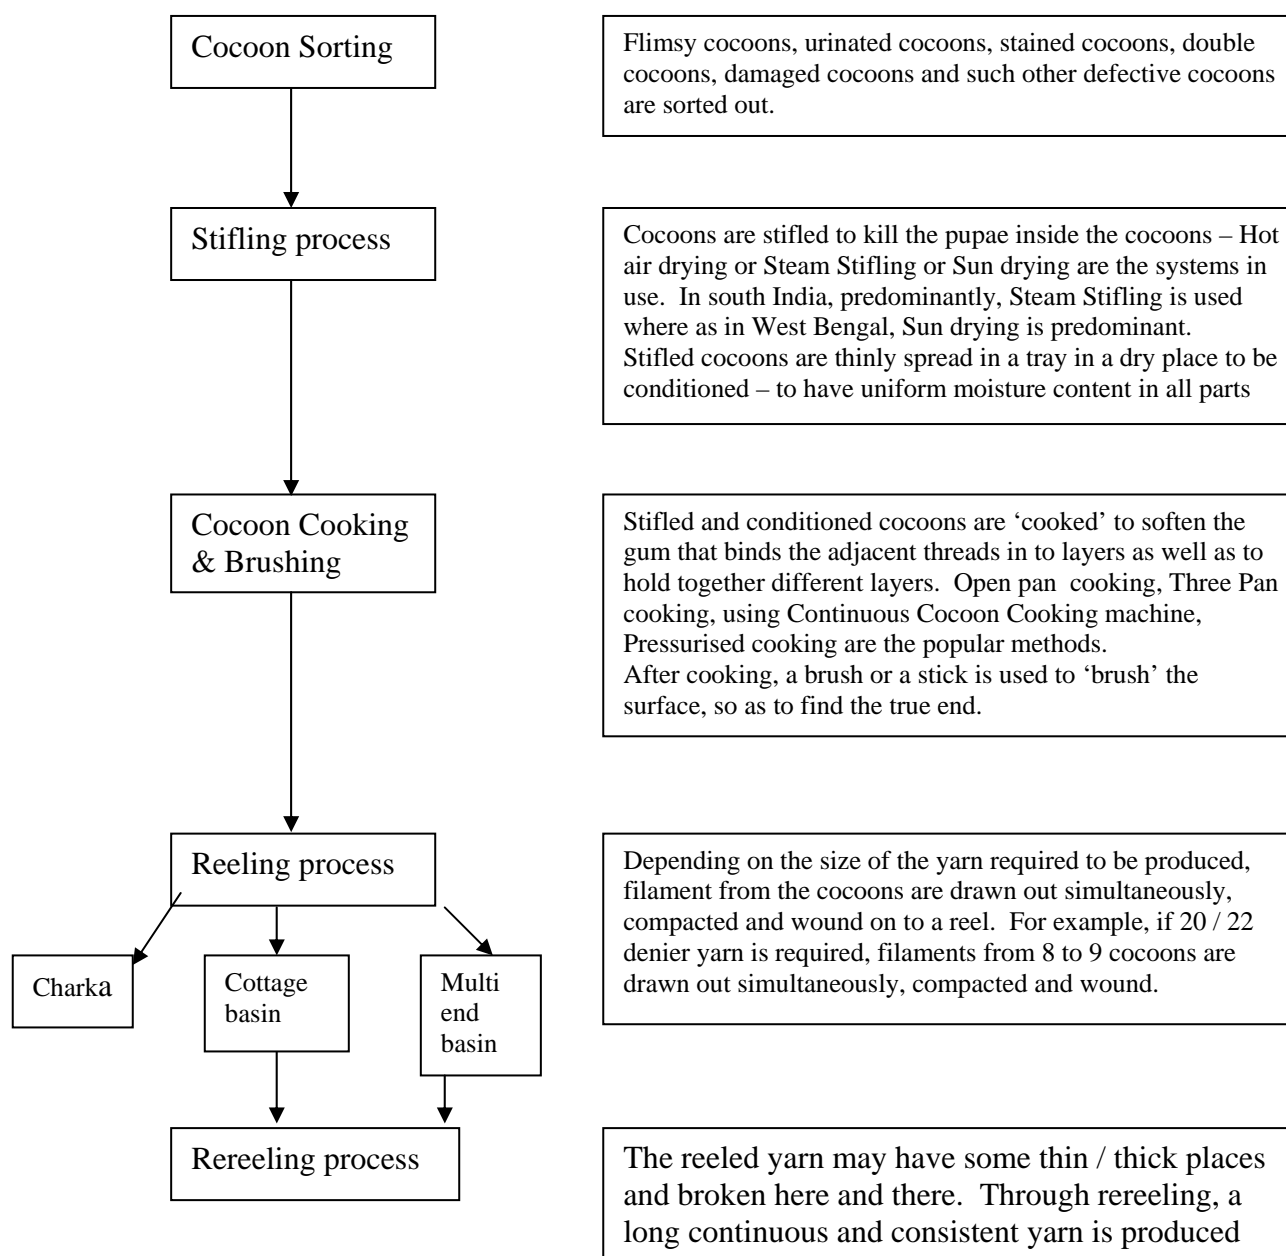 Cocoon Sorting
Flimsy cocoons, urinated cocoons, stained cocoons, double
cocoons, damaged cocoons and such other defective cocoons
are sorted out.
Stifling process
Cocoons are stifled to kill the pupae inside the cocoons – Hot
air drying or Steam Stifling or Sun drying are the systems in
use.  In south India, predominantly, Steam Stifling is used
where as in West Bengal, Sun drying is predominant.
Stifled cocoons are thinly spread in a tray in a dry place to be
conditioned – to have uniform moisture content in all parts
Cocoon Cooking
& Brushing
Stifled and conditioned cocoons are ‘cooked’ to soften the
gum that binds the adjacent threads in to layers as well as to
hold together different layers.  Open pan  cooking, Three Pan
cooking, using Continuous Cocoon Cooking machine,
Pressurised cooking are the popular methods.
After cooking, a brush or a stick is used to ‘brush’ the
surface, so as to find the true end.
Reeling process
Depending on the size of the yarn required to be produced,
filament from the cocoons are drawn out simultaneously,
compacted and wound on to a reel.  For example, if 20 / 22
denier yarn is required, filaments from 8 to 9 cocoons are
drawn out simultaneously, compacted and wound.
Charka
Cottage
basin
Multi
end
basin
Rereeling process
The reeled yarn may have some thin / thick places
and broken here and there.  Through rereeling, a
long continuous and consistent yarn is produced